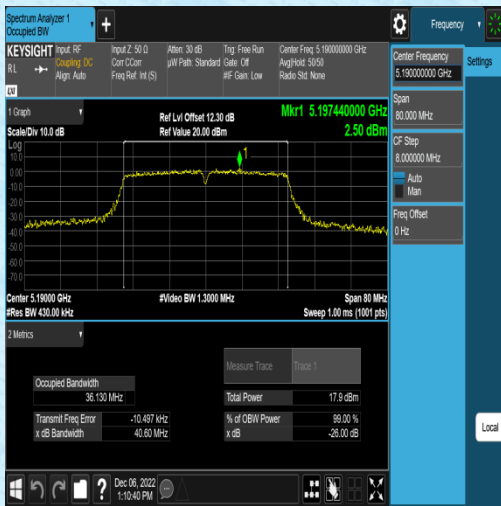 Spectrum Analyzer 1
Occupied BW
Frequency
KEYSIGHT
RL
LXI
Input: RF
Coupling: DC
Align: Auto
Input Z: 50 Ω
Corr CCorr
Freq Ref: Int (S)
Atten: 30 dB
µW Path: Standard
Trig: Free Run
Gate: Off
#IF Gain: Low
Center Freq: 5.190000000 GHz
Avg|Hold: 50/50
Radio Std: None
Center Frequency
5.190000000 GHz
Settings
Span
80.000 MHz
CF Step
8.000000 MHz
Auto
Man
Freq Offset
0 Hz
Local
1 Graph
Scale/Div 10.0 dB
Ref Lvl Offset 12.30 dB
Ref Value 20.00 dBm
Mkr1 5.197440000 GHz
2.50 dBm
Log
10.0
0.00
-10.0
-20.0
-30.0
-40.0
-50.0
-60.0
-70.0
1
Center 5.19000 GHz
#Res BW 430.00 kHz
#Video BW 1.3000 MHz
Span 80 MHz
Sweep 1.00 ms (1001 pts)
2 Metrics
Measure Trace
Trace 1
Occupied Bandwidth
36.130 MHz
Total Power
17.9 dBm
Transmit Freq Error
-10.497 kHz
% of OBW Power
99.00 %
x dB Bandwidth
40.60 MHz
x dB
-26.00 dB
?
Dec 06, 2022
1:10:40 PM